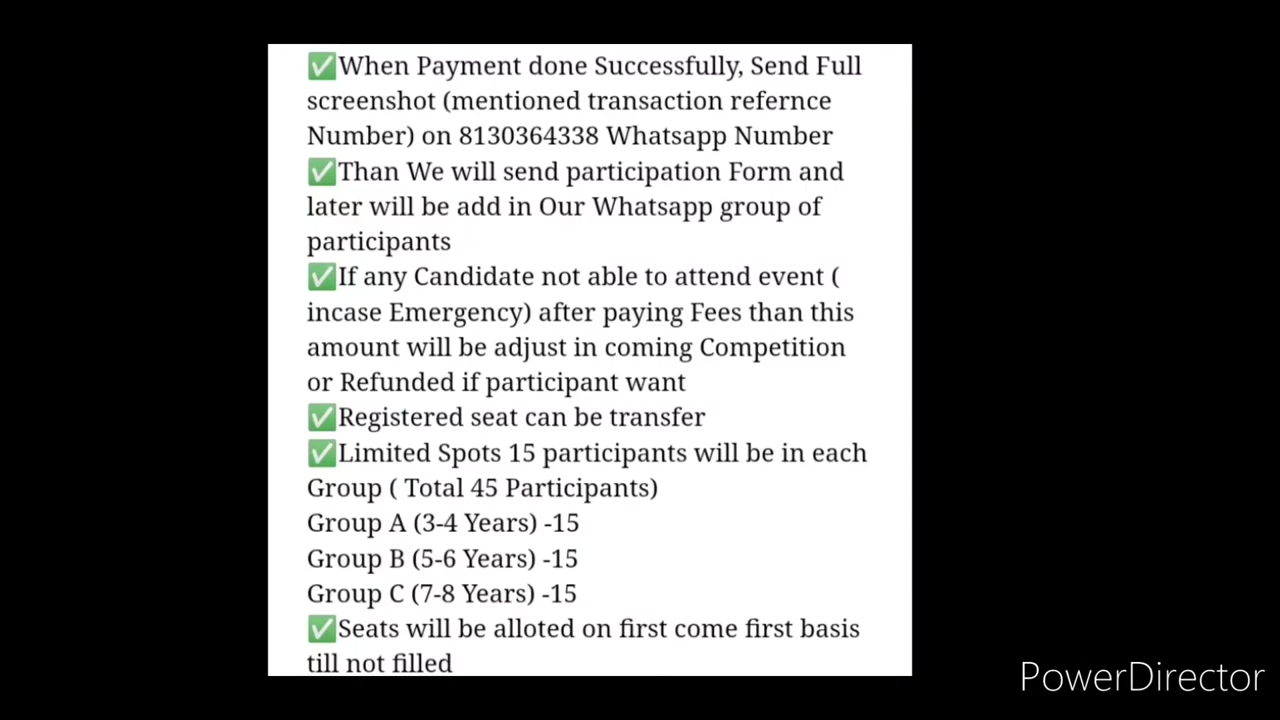 ✅When Payment done Successfully, Send Full
screenshot (mentioned transaction refernce
Number) on 8130364338 Whatsapp Number
✅Than We will send participation Form and
later will be add in Our Whatsapp group of
participants
✅If any Candidate not able to attend event (
incase Emergency) after paying Fees than this
amount will be adjust in coming Competition
or Refunded if participant want
✅Registered seat can be transfer
✅Limited Spots 15 participants will be in each
Group ( Total 45 Participants)
Group A (3-4 Years) -15
Group B (5-6 Years) -15
Group C (7-8 Years) -15
✅Seats will be alloted on first come first basis
till not filled
PowerDirector